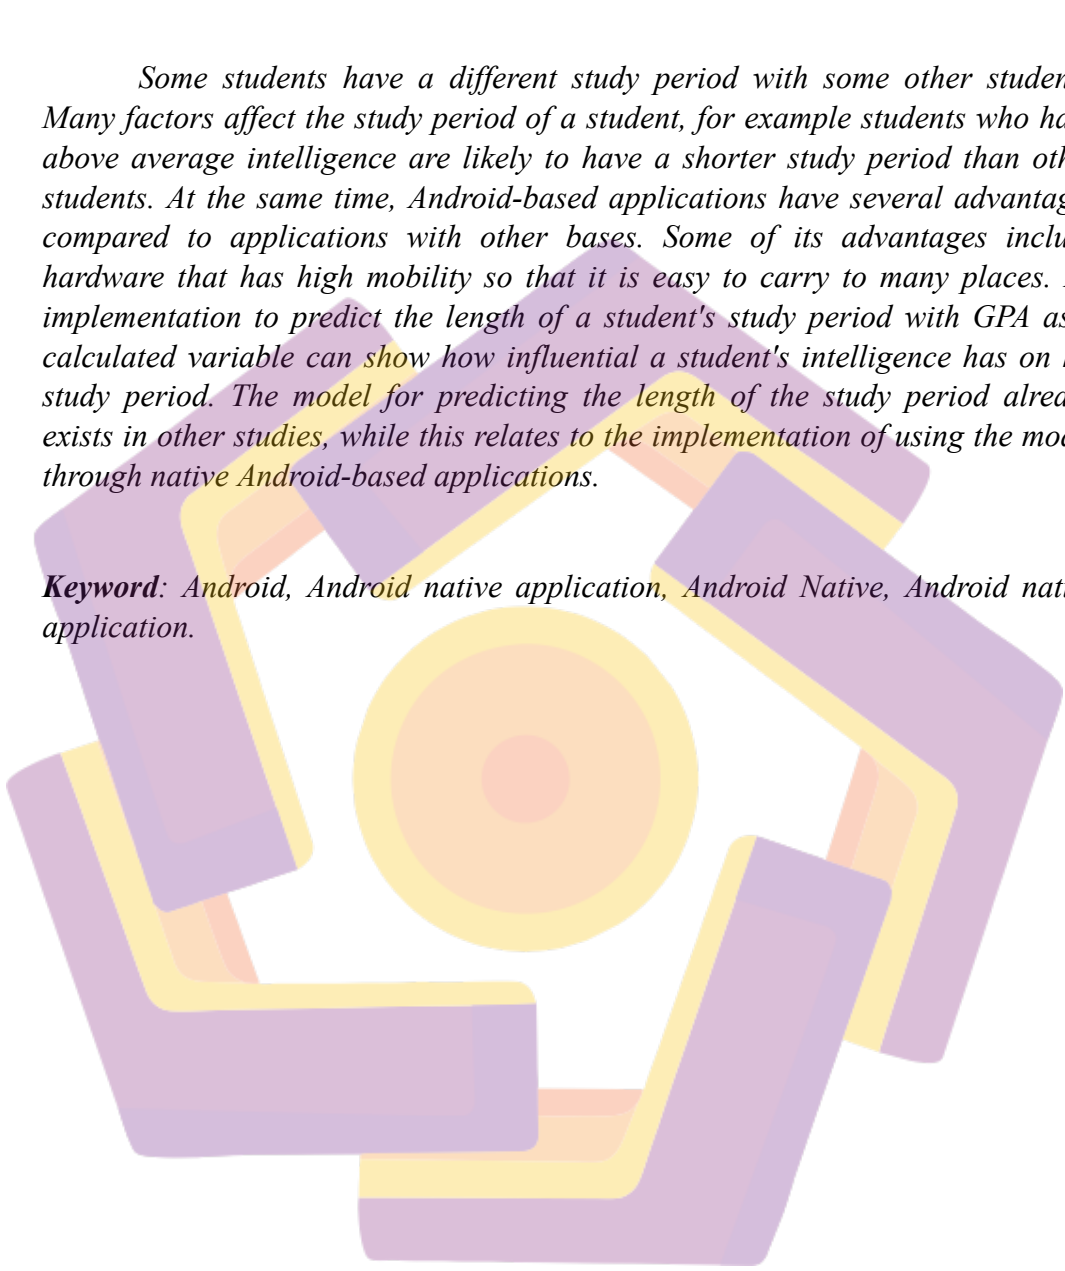 Some students have a different study period with some other studen
Many factors affect the study period of a student, for example students who ha
above average intelligence are likely to have a shorter study period than oth
students. At the same time, Android-based applications have several advantag
compared to applications with other bases. Some of its advantages inclu
hardware that has high mobility so that it is easy to carry to many places.
implementation to predict the length of a student's study period with GPA as
calculated variable can show how influential a student's intelligence has on
study period. The model for predicting the length of the study period alrea
exists in other studies, while this relates to the implementation of using the mod
through native Android-based applications.
Keyword: Android, Android native application, Android Native, Android nati
application.